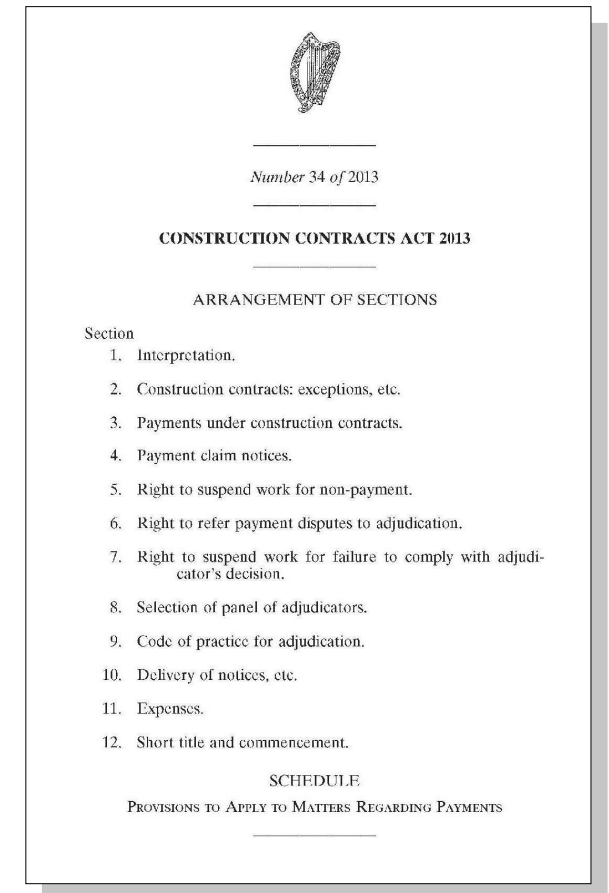 Number 34 of 2013
CONSTRUCTION CONTRACTS ACT 2013
ARRANGEMENT OF SECTIONS
Section
1. Interpretation.
2. Construction contracts: exceptions, etc.
3. Payments under construction contracts.
4. Payment claim notices.
5. Right to suspend work for non-payment.
6. Right to refer payment disputes to adjudication.
7. Right to suspend work for failure to comply with adjudi-
cator's decision.
8. Selection of panel of adjudicators.
9. Code of practice for adjudication.
10. Delivery of notices, etc.
11. Expenses.
12. Short title and commencement.
SCHEDULE
Provisions to Apply to Matters Regarding Payments